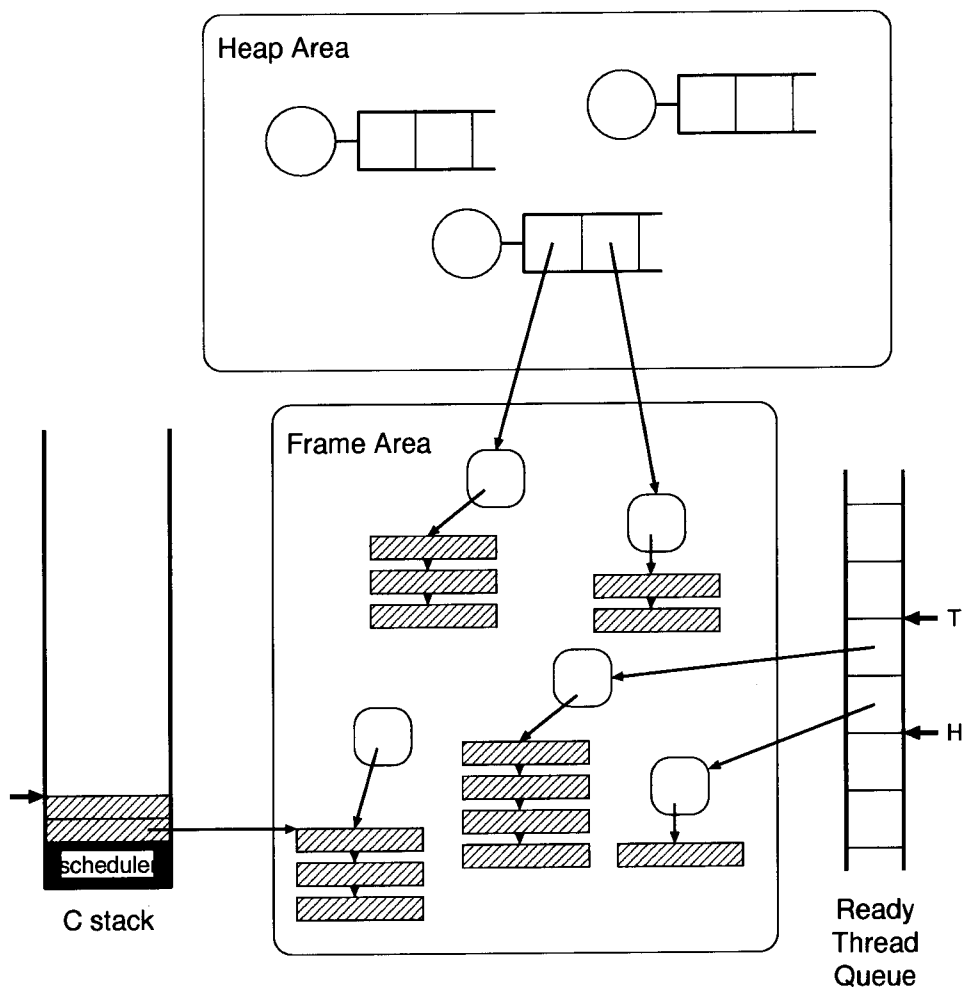 Heap Area
Frame Area
T
H
scheduler
C stack
Ready
Thread
Queue